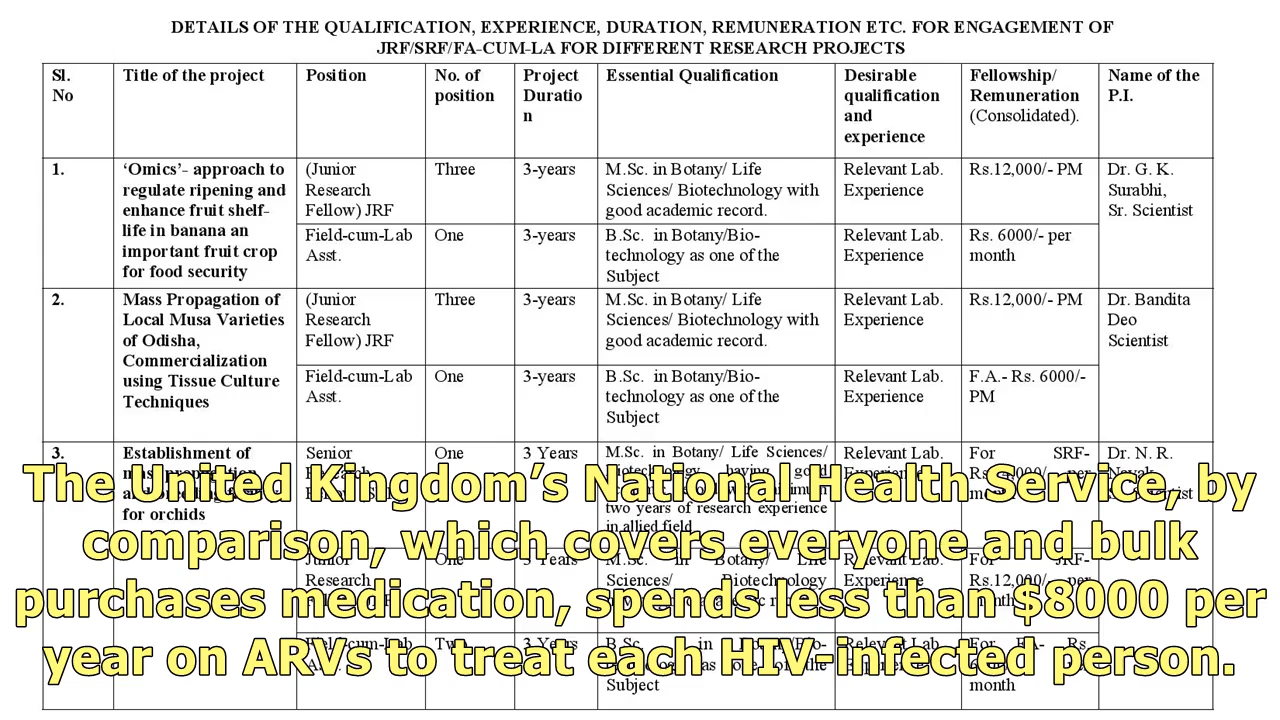 DETAILS OF THE QUALIFICATION, EXPERIENCE, DURATION, REMUNERATION ETC. FOR ENGAGEMENT OF
JRF/SRF/FA-CUM-LA FOR DIFFERENT RESEARCH PROJECTS
Sl. No
Title of the project
Position
No. of position
Project Duratio n
Essential Qualification
Desirable qualification and experience
Fellowship/ Remuneration (Consolidated).
Name of the P.I.
1.
‘Omics’- approach to
regulate ripening and
enhance fruit shelf-
life in banana an
important fruit crop
for food security
(Junior
Research
Fellow) JRF
Three
3-years
M.Sc. in Botany/ Life
Sciences/ Biotechnology with
good academic record.
Relevant Lab.
Experience
Rs.12,000/- PM
Dr. G. K.
Surabhi,
Sr. Scientist
Field-cum-Lab
Asst.
One
3-years
B.Sc. in Botany/Bio-
technology as one of the
Subject
Relevant Lab.
Experience
Rs. 6000/- per
month
2.
Mass Propagation of
Local Musa Varieties
of Odisha,
Commercialization
using Tissue Culture
Techniques
(Junior
Research
Fellow) JRF
Three
3-years
M.Sc. in Botany/ Life
Sciences/ Biotechnology with
good academic record.
Relevant Lab.
Experience
Rs.12,000/- PM
Dr. Bandita
Deo
Scientist
Field-cum-Lab
Asst.
One
3-years
B.Sc. in Botany/Bio-
technology as one of the
Subject
Relevant Lab.
Experience
F.A.- Rs. 6000/-
PM
3.
Establishment of
for orchids
Senior
One
3 Years
M.Sc. in Botany/ Life Sciences/
two years of research experience
in allied field
Relevant Lab.
For SRF-
Dr. N. R.
Research
Sciences/ Biotechnology
Experience
Rs.12,000/- per
Two
3 Years
Subject
month
The United Kingdom’s National Health Service, by
comparison, which covers everyone and bulk
purchases medication, spends less than $8000 per
year on ARVs to treat each HIV-infected person.